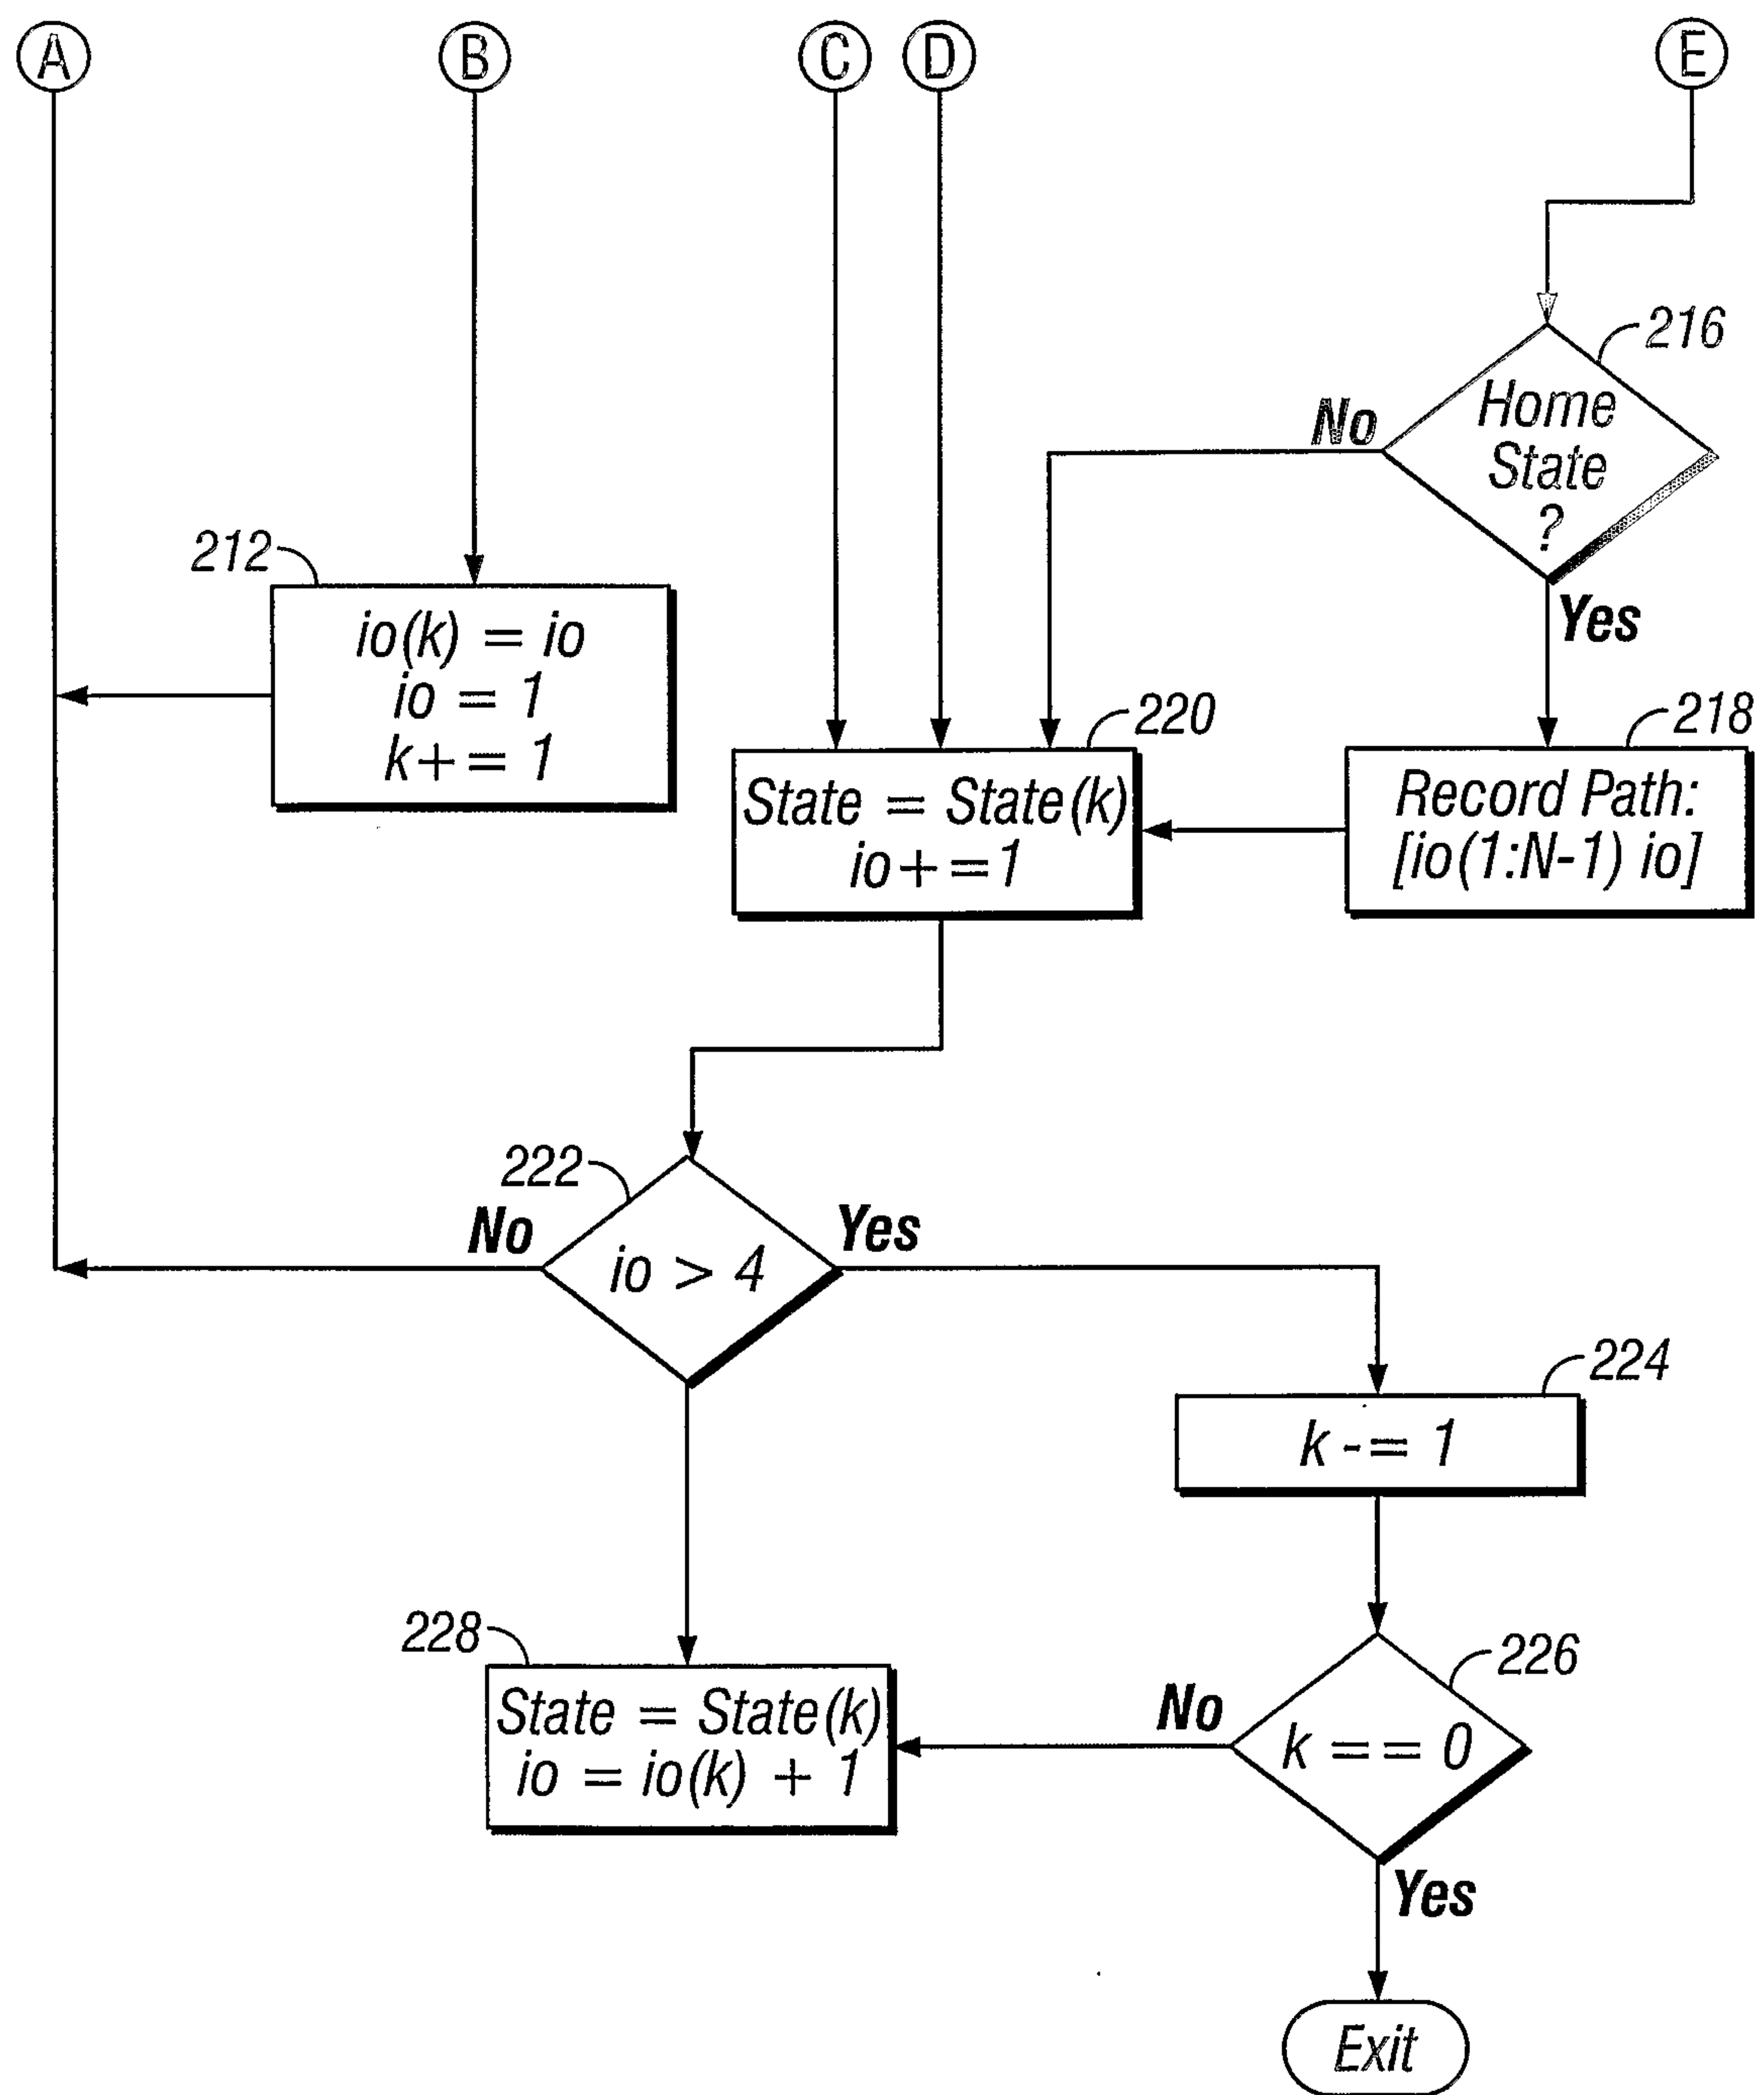 A
B
C
D
E
216
Home
State
?
No
Yes
212
io(k) = io
io = 1
k+= 1
220
State = State(k)
io+=1
218
Record Path:
[io(1:N-1) io]
222
No
Yes
io > 4
224
k -= 1
228
State = State(k)
io = io(k) + 1
226
No
k == 0
Yes
Exit